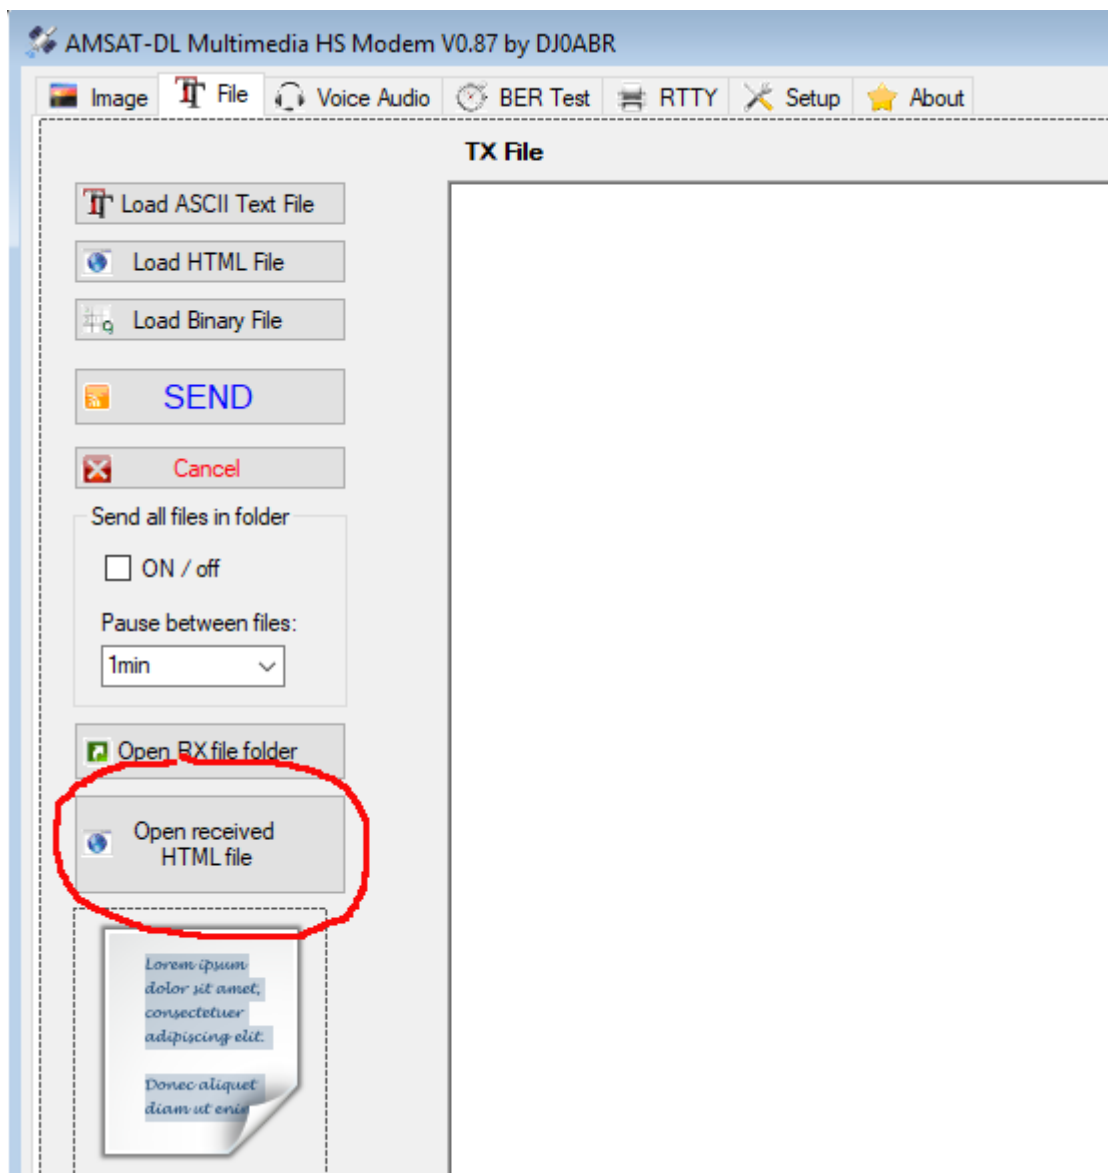 AMSAT-DL Multimedia HS Modem V0.87 by DJ0ABR
Image File Voice Audio BER Test RTTY Setup About
TX File
Load ASCII Text File
Load HTML File
Load Binary File
SEND
Cancel
Send all files in folder
ON / off
Pause between files:
1min
Open RX file folder
Open received
HTML file
Lorem ipsum
dolor sit amet,
consectetuer
adipiscing elit.
Donec aliquet
diam ut